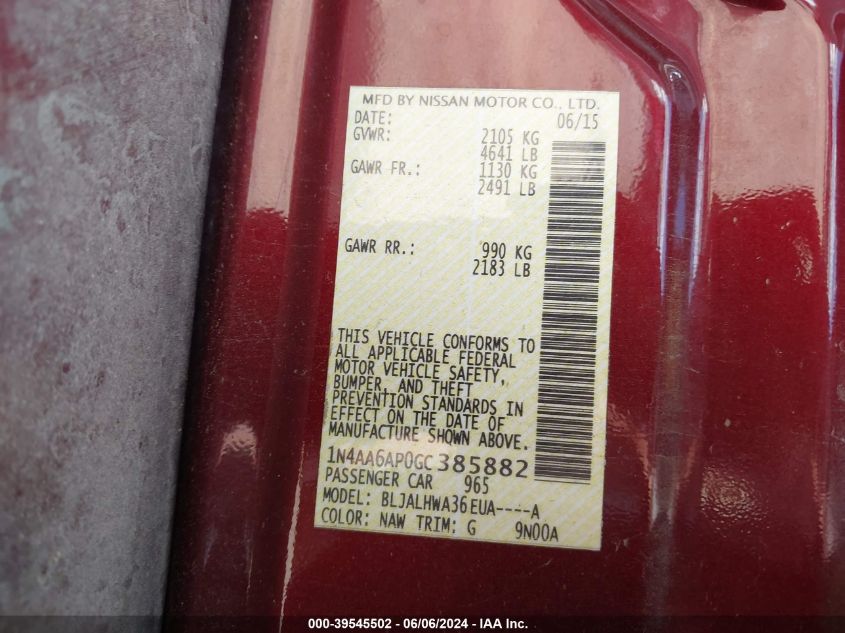 MFD BY NISSAN MOTOR CO., LTD.
DATE: 06/15
GVWR: 2105 KG
4641 LB
GAWR FR.: 1130 KG
2491 LB
GAWR RR.: 990 KG
2183 LB
THIS VEHICLE CONFORMS TO
ALL APPLICABLE FEDERAL
MOTOR VEHICLE SAFETY,
BUMPER, AND THEFT
PREVENTION STANDARDS IN
EFFECT ON THE DATE OF
MANUFACTURE SHOWN ABOVE.
1N4AA6AP0GC385882
PASSENGER CAR 965
MODEL: BLJALHWA36EUA----A
COLOR: NAW TRIM: G 9N00A
000-39545502 - 06/06/2024 - IAA Inc.